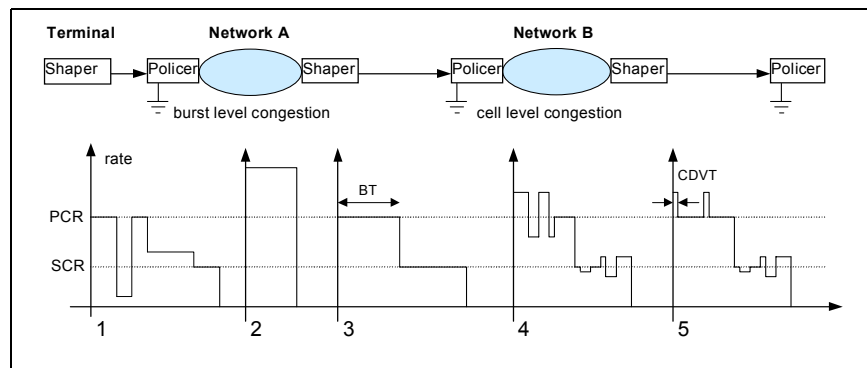 Terminal Network A Network B
Shaper Policer Shaper Policer Shaper Policer
burst level congestion cell level congestion
rate
CDVT
BT
PCR
SCR
1 2 3 4 5